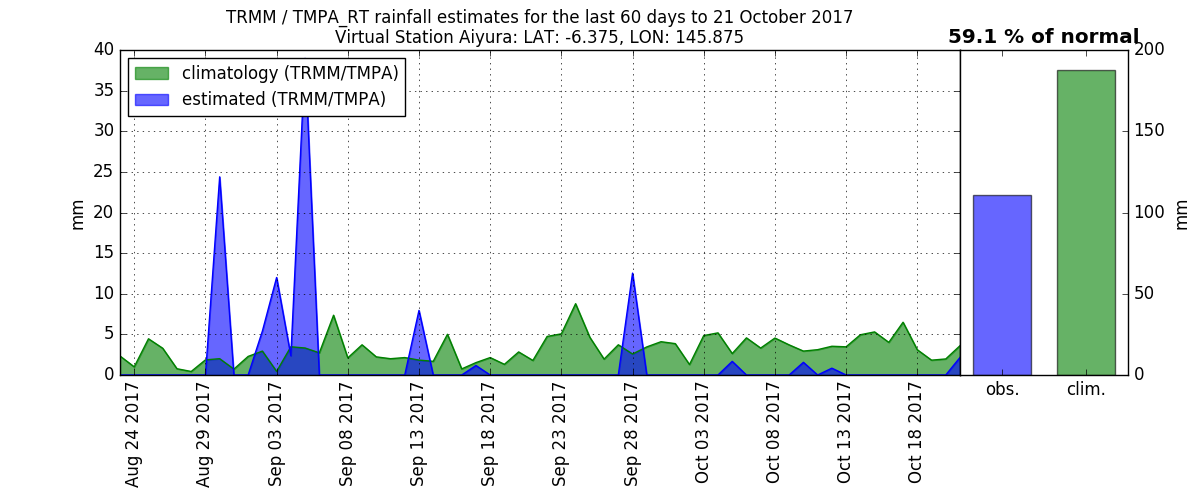 TRMM / TMPA_RT rainfall estimates for the last 60 days to 21 October 2017
Virtual Station Aiyura: LAT: -6.375, LON: 145.875
59.1 % of normal
climatology (TRMM/TMPA)
estimated (TRMM/TMPA)
mm
40
35
30
25
20
15
10
5
0
Aug 24 2017
Aug 29 2017
Sep 03 2017
Sep 08 2017
Sep 13 2017
Sep 18 2017
Sep 23 2017
Sep 28 2017
Oct 03 2017
Oct 08 2017
Oct 13 2017
Oct 18 2017
obs.
clim.
200
150
100
50
0
mm